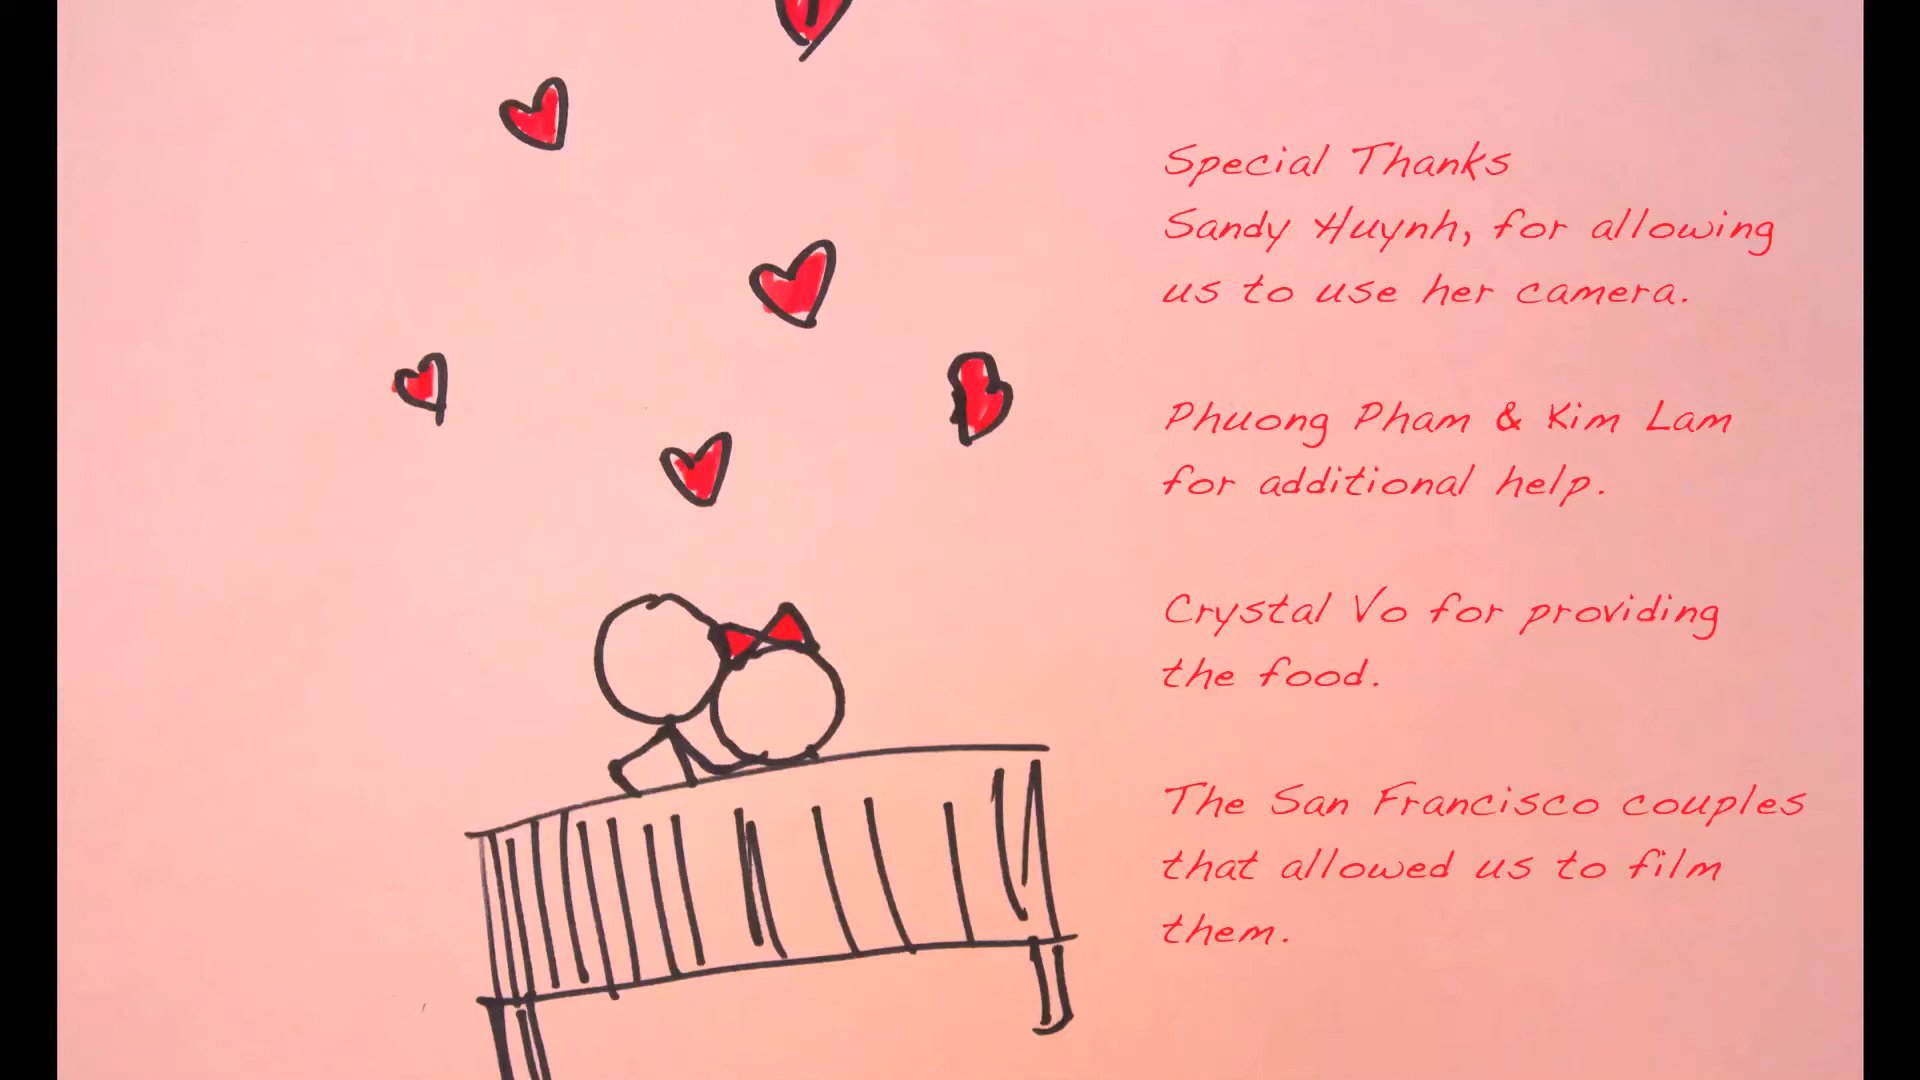 Special Thanks
Sandy Huynh, for allowing
us to use her camera.
Phuong Pham & Kim Lam
for additional help.
Crystal Vo for providing
the food.
The San Francisco couples
that allowed us to film
them.